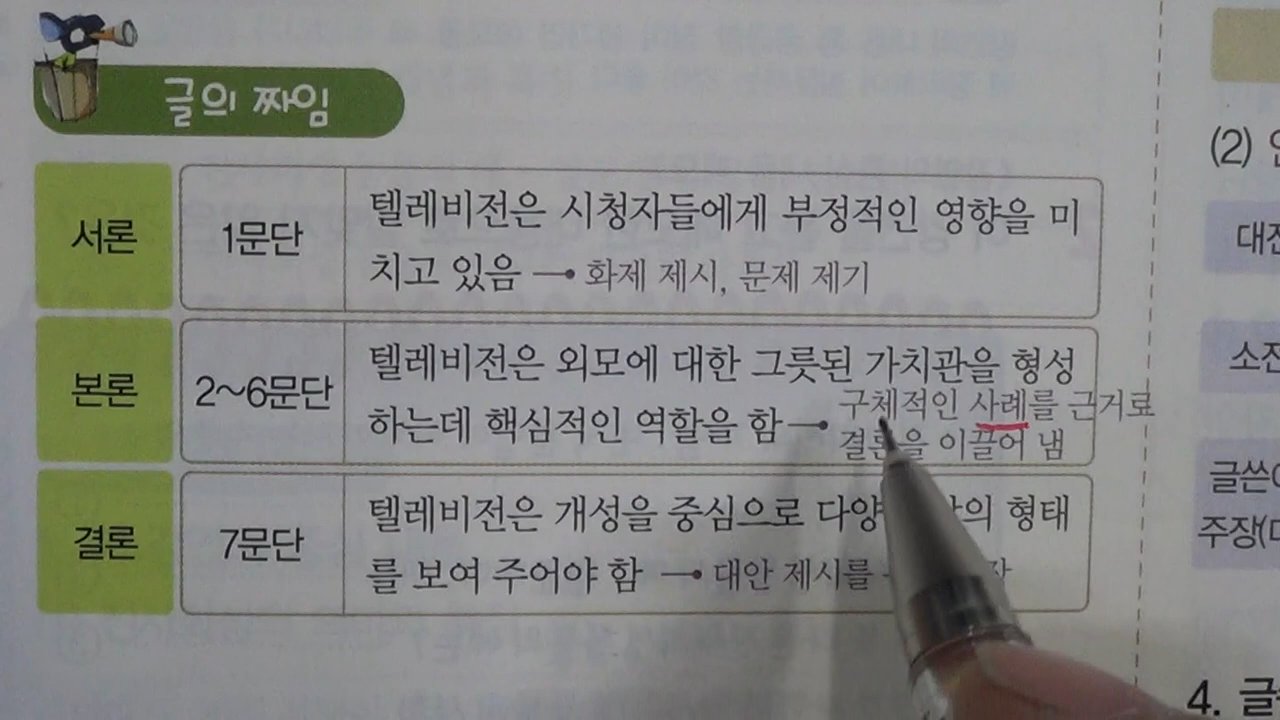 글의 짜임
서론
1문단
텔레비전은 시청자들에게 부정적인 영향을 미
치고 있음 → 화제 제시, 문제 제기
본론
2~6문단
텔레비전은 외모에 대한 그릇된 가치관을 형성
하는데 핵심적인 역할을 함 →
구체적인 사례를 근거로
결론을 이끌어 냄
결론
7문단
텔레비전은 개성을 중심으로 다양 의 형태
를 보여 주어야 함 → 대안 제시를
(2)
소전
글쓴이
주장(
4. 글